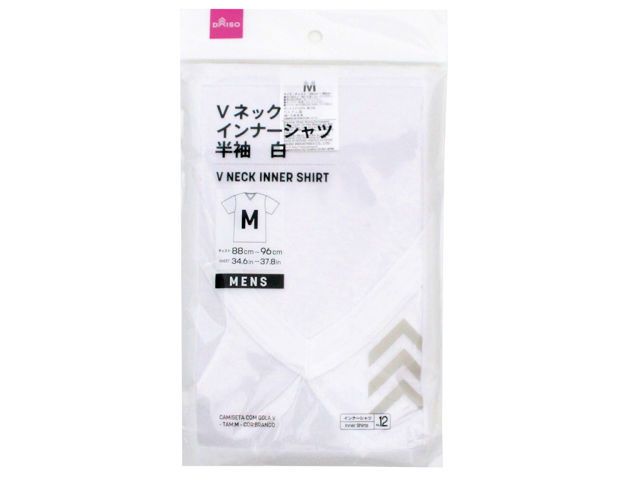 DAISO
M
Vネック
インナーシャツ
半袖 白
V NECK INNER SHIRT
M
チェスト 88cm～96cm
CHEST 34.6in～37.8in
MENS
CAMISETA COM GOLA V
- TAM:M - COR:BRANCO
インナーシャツ
Inner Shirts
12